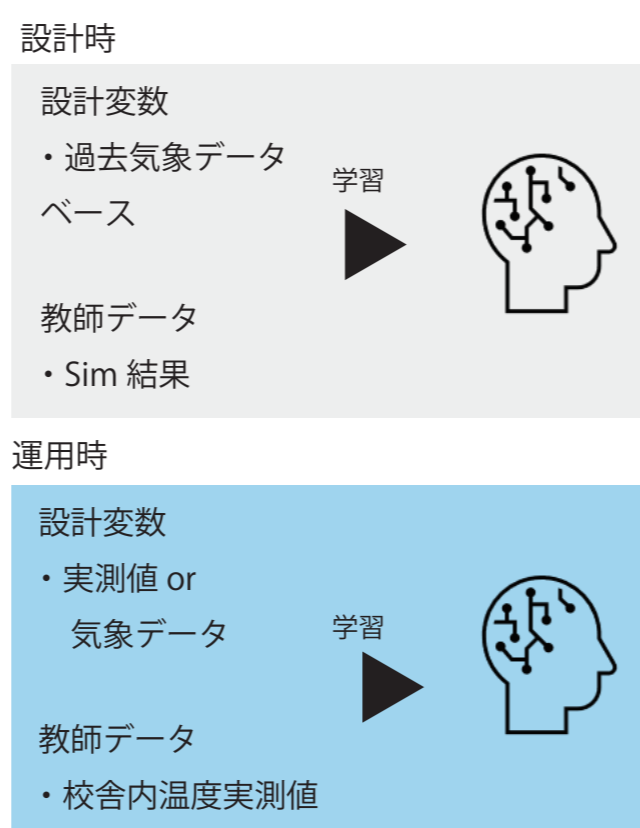 設計時
設計変数
・過去気象データ
ベース
学習
教師データ
・Sim 結果
運用時
設計変数
・実測値 or
気象データ
学習
教師データ
・校舎内温度実測値